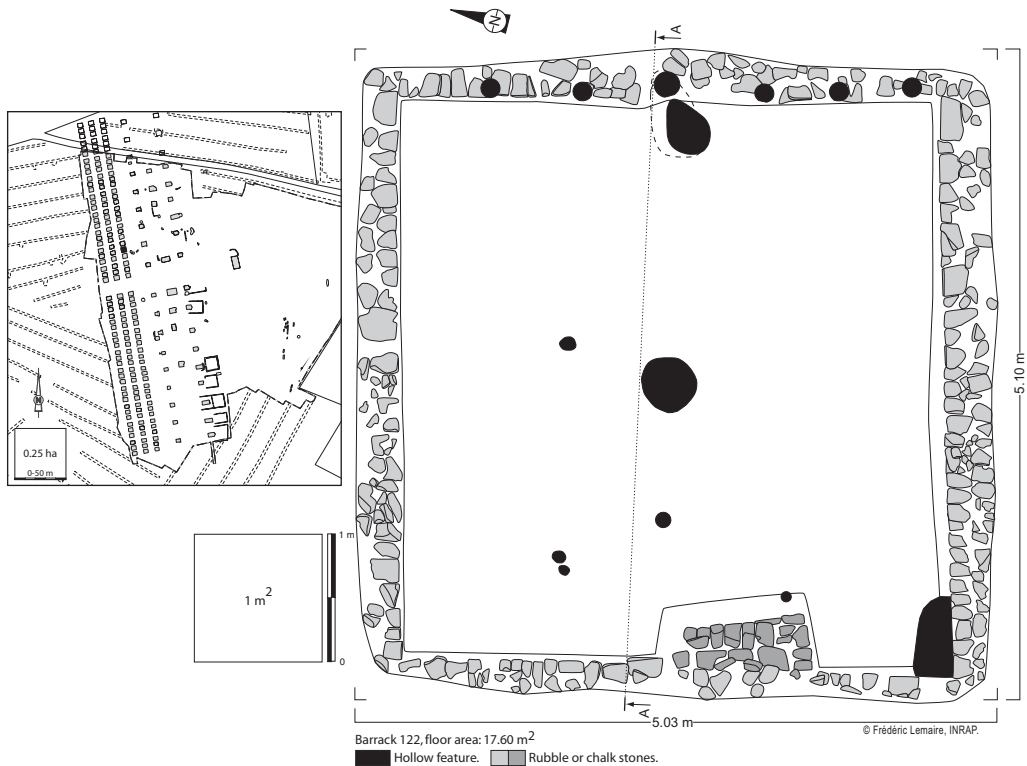 N
A
N
0.25 ha
0-50 m
1 m
1 m²
0
5.10 m
A
5.03 m
© Frédéric Lemaire, INRAP.
Barrack 122, floor area: 17.60 m²
Hollow feature. Rubble or chalk stones.